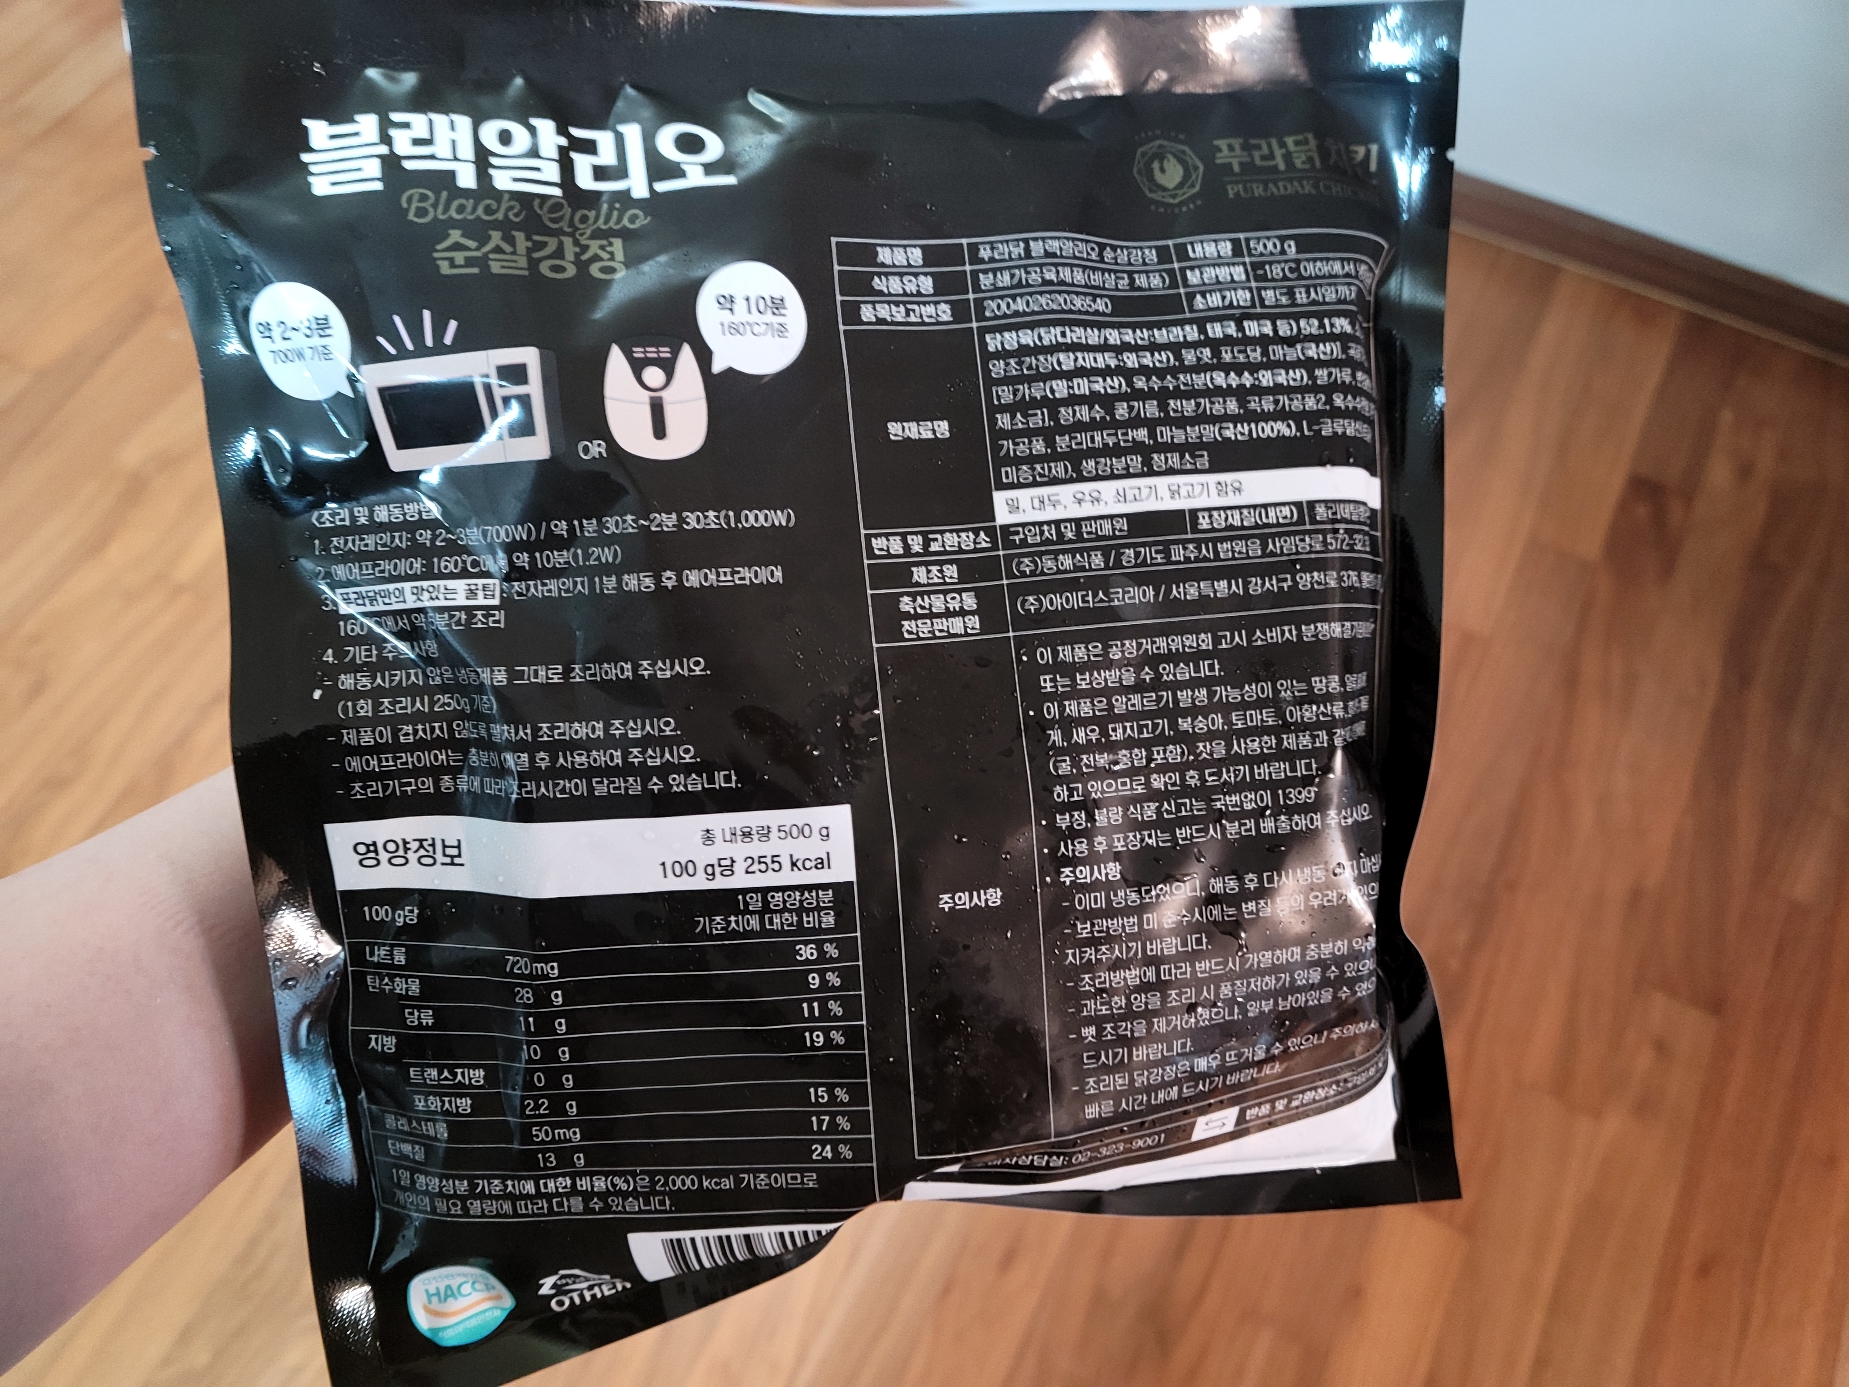 블랙알리오
Black Aglio
순살강정
약 2~3분
700W 기준
약 10분
160℃기준
OR
<조리 및 해동방법>
1. 전자레인지: 약 2~3분(700W) / 약 1분 30초~2분 30초(1,000W)
2. 에어프라이어: 160℃에서 약 10분(1.2W)
3. 푸라닭만의 맛있는 꿀팁 : 전자레인지 1분 해동 후 에어프라이어
160℃에서 약 분간 조리
4. 기타 주의사항
- 해동시키지 않은 냉동제품 그대로 조리하여 주십시오.
(1회 조리시 250g 기준)
- 제품이 겹치지 않도록 펼쳐서 조리하여 주십시오.
- 에어프라이어는 충분히 예열 후 사용하여 주십시오.
- 조리기구의 종류에 따라 조리시간이 달라질 수 있습니다.
영양정보
총 내용량 500 g
100 g당 255 kcal
100 g당
1일 영양성분
기준치에 대한 비율
나트륨 720 mg 36 %
탄수화물 28 g 9 %
당류 11 g 11 %
지방 10 g 19 %
트랜스지방 0 g
포화지방 2.2 g 15 %
콜레스테롤 50 mg 17 %
단백질 13 g 24 %
1일 영양성분 기준치에 대한 비율(%)은 2,000 kcal 기준이므로
개인의 필요 열량에 따라 다를 수 있습니다.
HACCP
OTHER
푸라닭 치킨
PURADAK
제품명 푸라닭 블랙알리오 순살강정 내용량 500 g
식품유형 분쇄가공육제품(비살균 제품) 보관방법 -18℃ 이하에서
품목보고번호 20040262036540 소비기한 별도 표시일까지
원재료명
닭정육(닭다리살/외국산:브라질, 태국, 미국 등) 52.13%,
양조간장(탈지대두:외국산), 물엿, 포도당, 마늘(국산)],
[밀가루(밀:미국산), 옥수수전분(옥수수:외국산), 쌀가루,
제소금], 정제수, 콩기름, 전분가공품, 곡류가공품2,
가공품, 분리대두단백, 마늘분말(국산100%),
미증진제), 생강분말, 정제소금
밀, 대두, 우유, 쇠고기, 닭고기 함유
반품 및 교환장소 구입처 및 판매원 포장재질(내면)
제조원 (주)동해식품 / 경기도 파주시 법원읍 사임당로 572-323
축산물유통
전문판매원
(주)아이더스코리아 / 서울특별시 강서구 양천로 376,
주의사항
• 이 제품은 공정거래위원회 고시 소비자 분쟁해결기준에
또는 보상받을 수 있습니다.
• 이 제품은 알레르기 발생 가능성이 있는 땅콩,
게, 새우, 돼지고기, 복숭아, 토마토, 아황산류,
(굴, 전복, 홍합 포함), 잣을 사용한 제품과
하고 있으므로 확인 후 드시기 바랍니다.
• 부정, 불량 식품 신고는 국번없이 1399
• 사용 후 포장지는 반드시 분리 배출하여 주십시오
• 주의사항
- 이미 냉동되었으니, 해동 후 다시 냉동 하지
- 보관방법 미 준수시에는 변질 등의 우려가
지켜주시기 바랍니다.
- 조리방법에 따라 반드시 가열하여 충분히
- 과도한 양을 조리 시 품질저하가 있을 수
- 뼛 조각을 제거하였으나, 일부 남아있을 수
드시기 바랍니다.
- 조리된 닭강정은 매우 뜨거울 수 있으니
빠른 시간 내에 드시기 바랍니다.
02-323-9001 반품 및 교환장소: